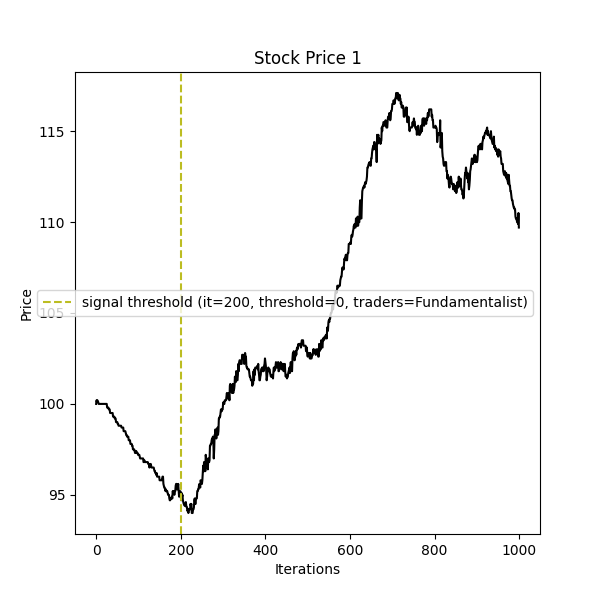 Stock Price 1
115
110
105
100
95
Price
signal threshold (it=200, threshold=0, traders=Fundamentalist)
0 200 400 600 800 1000
Iterations